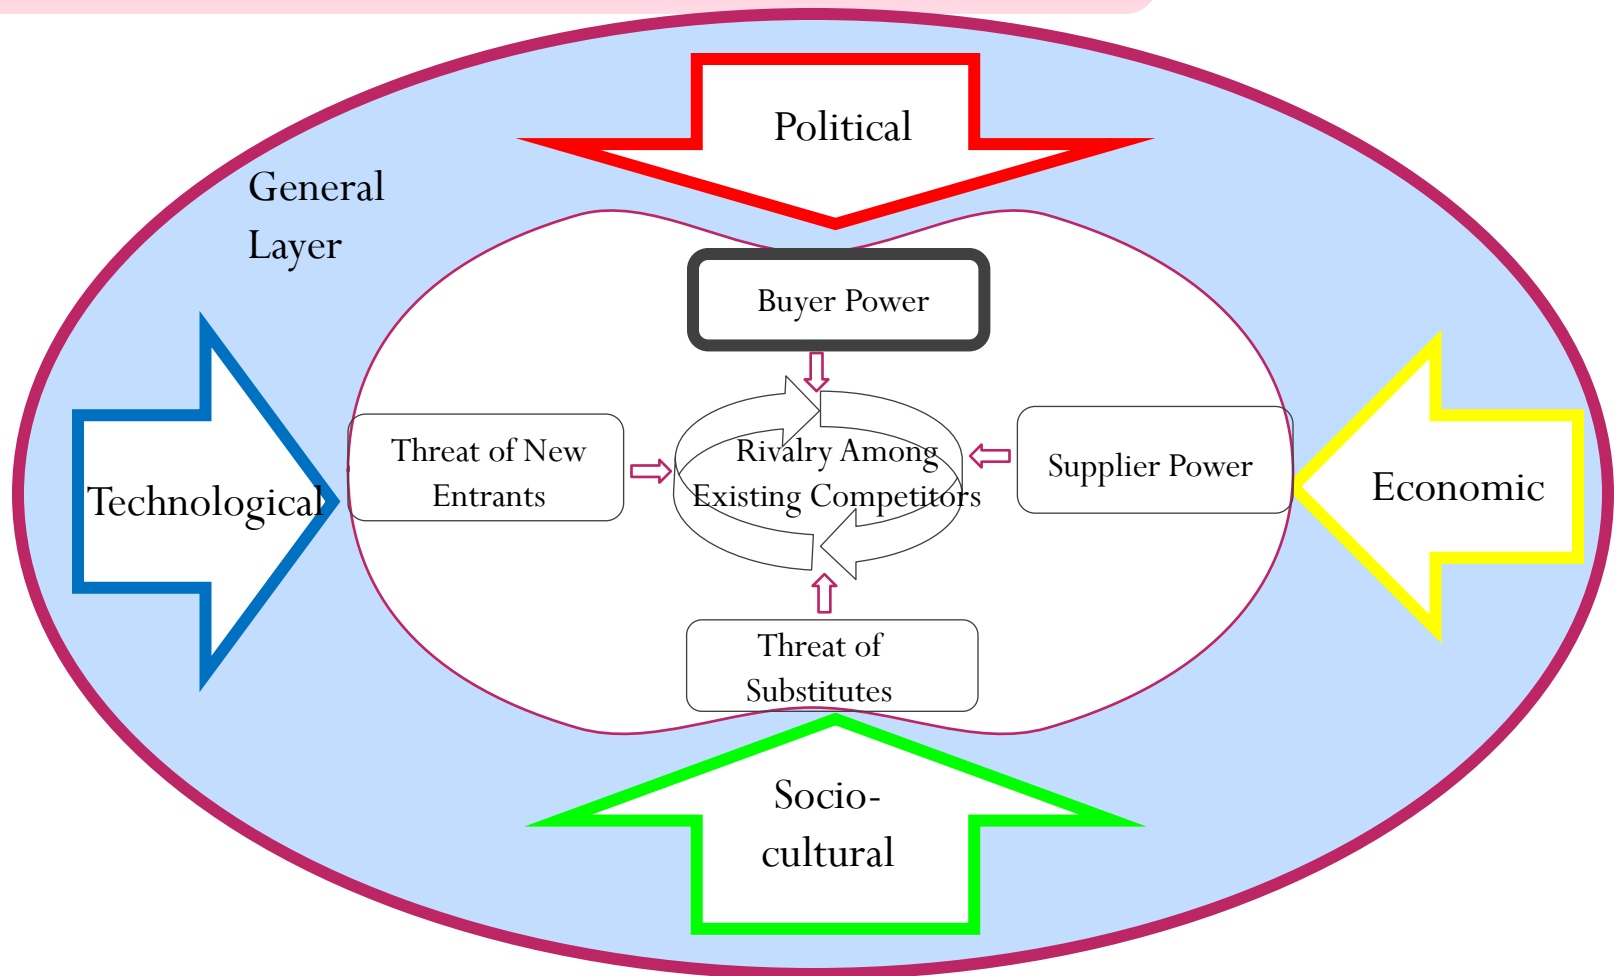 Political
General
Layer
Buyer Power
Threat of New
Entrants
Rivalry Among
Existing Competitors
Supplier Power
Technological
Economic
Threat of
Substitutes
Socio-
cultural